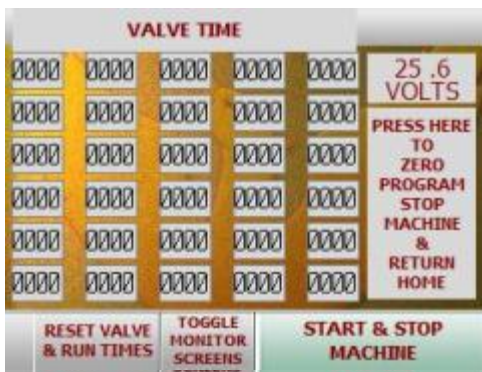 VALVE TIME
0000 0000 0000 0000 0000
0000 0000 0000 0000 0000
0000 0000 0000 0000 0000
0000 0000 0000 0000 0000
0000 0000 0000 0000 0000
0000 0000 0000 0000 0000
25 .6
VOLTS
PRESS HERE
TO
ZERO
PROGRAM
STOP
MACHINE
&
RETURN
HOME
RESET VALVE
& RUN TIMES
TOGGLE
MONITOR
SCREENS
START & STOP
MACHINE